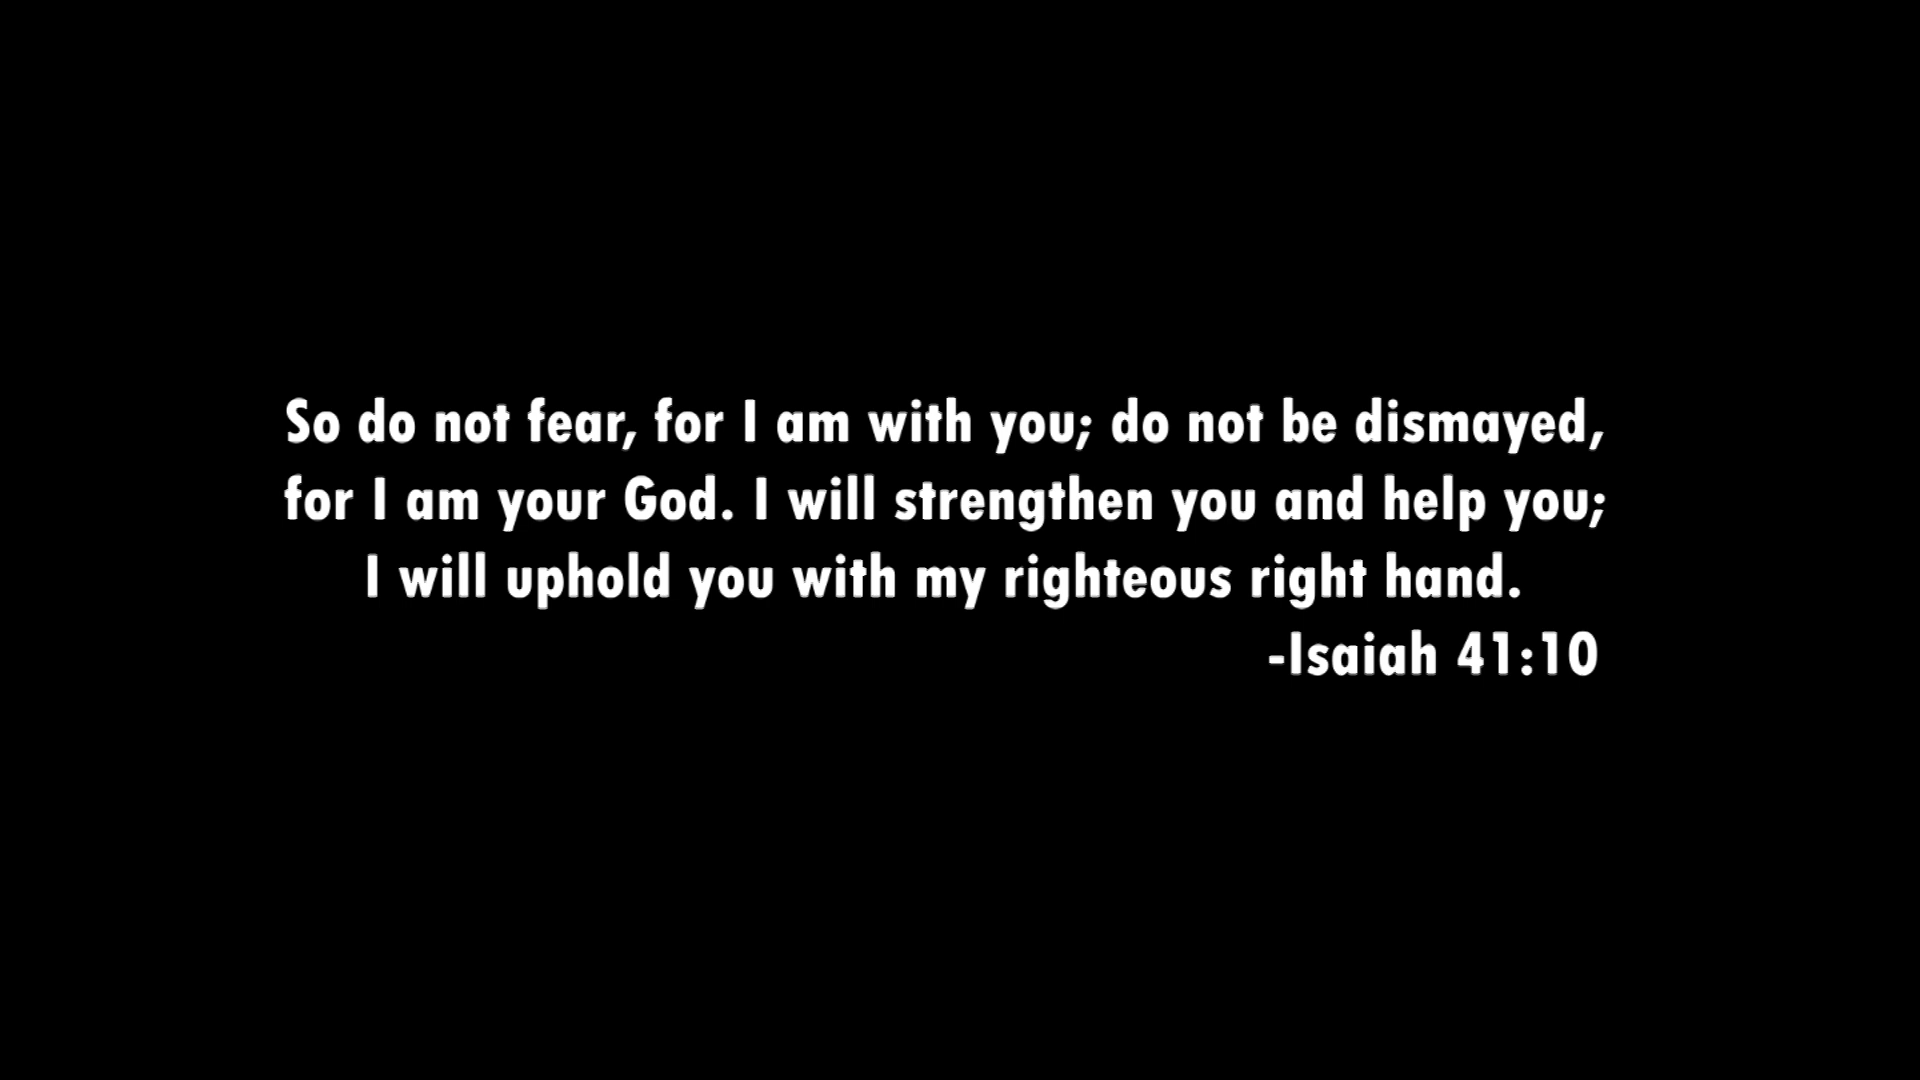 So do not fear, for I am with you; do not be dismayed,
for I am your God. I will strengthen you and help you;
I will uphold you with my righteous right hand.
-Isaiah 41:10